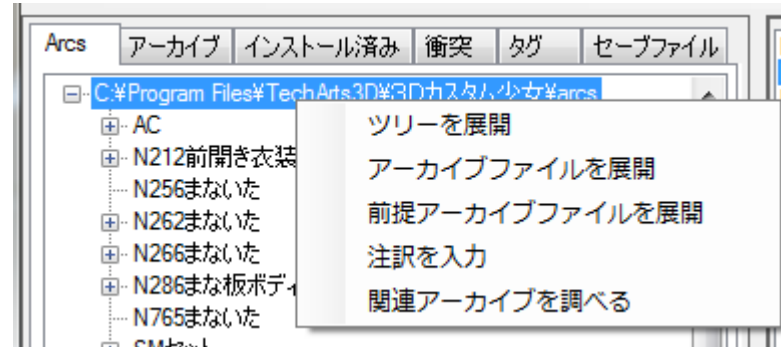 Arcs アーカイブ インストール済み 衝突 タグ セーブファイル
C:¥Program Files¥TechArts3D¥3Dカスタム少女¥arcs
AC
N212前開き衣装
N256まないた
N262まないた
N266まないた
N286まな板ボディ
N765まないた
SMセット
ツリーを展開
アーカイブファイルを展開
前提アーカイブファイルを展開
注訳を入力
関連アーカイブを調べる